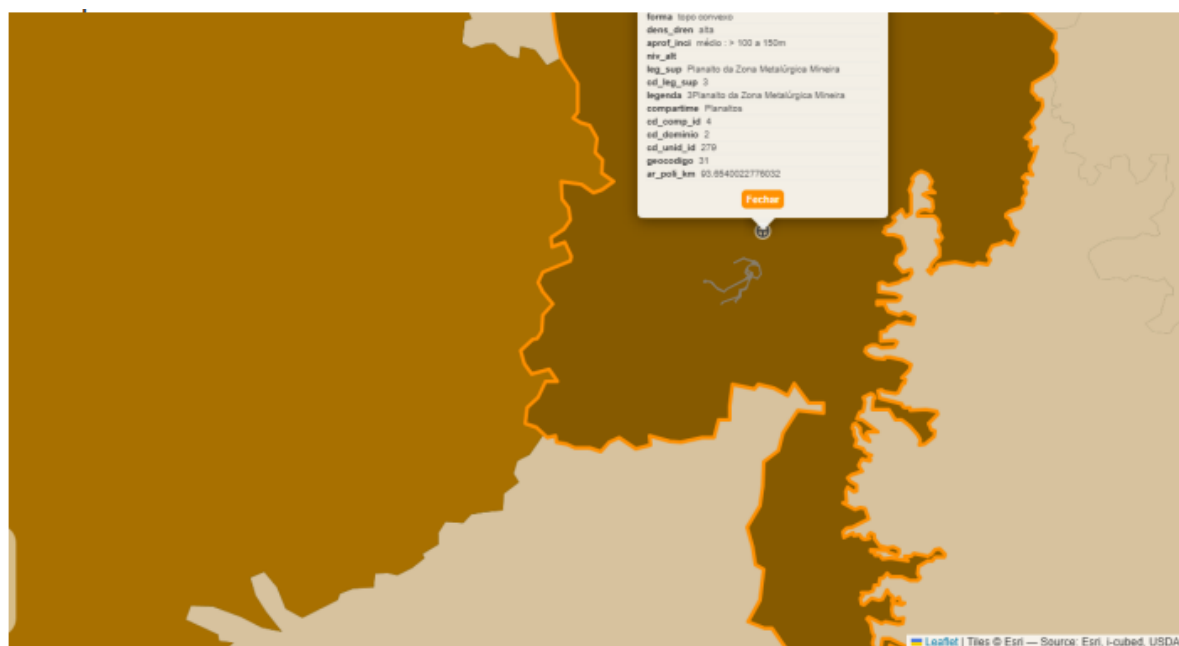 forma topo convexo
dens_dren alta
aprof_inci médio : > 100 a 150m
niv_alt
leg_sup Planalto da Zona Metalúrgica Mineira
cd_leg_sup 3
legenda 3Planalto da Zona Metalúrgica Mineira
compartime Planaltos
cd_comp_id 4
cd_dominio 2
cd_unid_id 279
geocodigo 31
ar_poli_km 93.6540022776032
Fechar
Leaflet | Tiles © Esri — Source: Esri, i-cubed, USDA